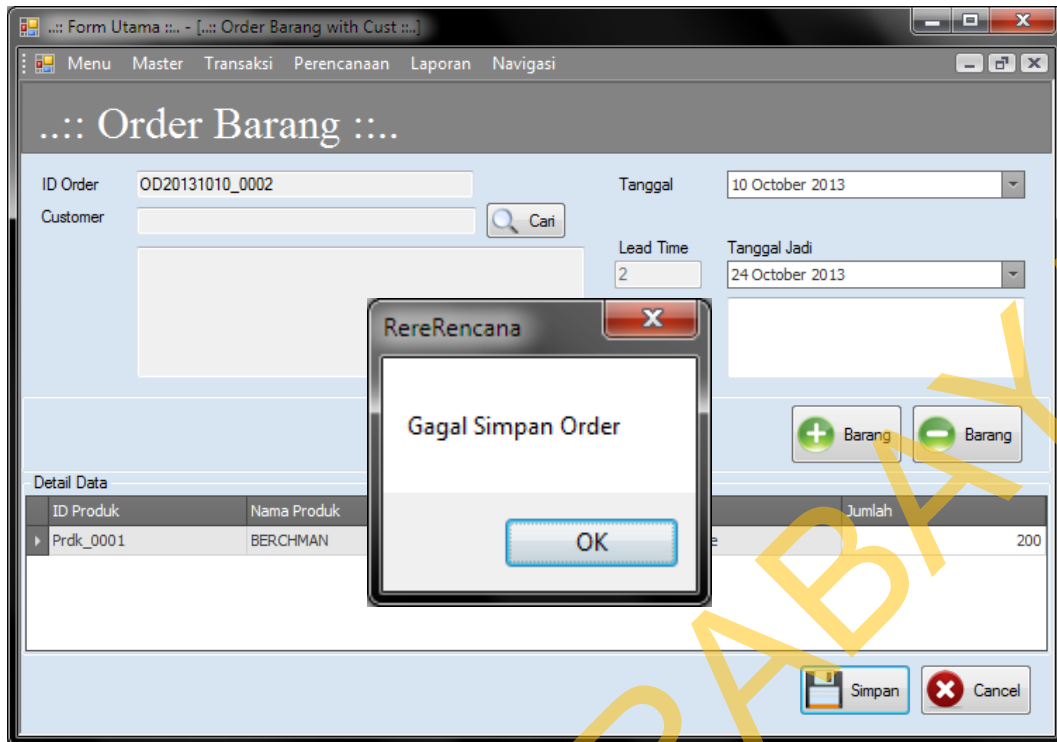 ..:: Form Utama ::.. - [..:: Order Barang with Cust ::..]
Menu Master Transaksi Perencanaan Laporan Navigasi
..:: Order Barang ::..
ID Order OD20131010_0002 Tanggal 10 October 2013
Customer Cari
Lead Time Tanggal Jadi
2 24 October 2013
RereRencana
Gagal Simpan Order
OK
Barang Barang
Detail Data
ID Produk Nama Produk Jumlah
Prdk_0001 BERCHMAN 200
Simpan Cancel